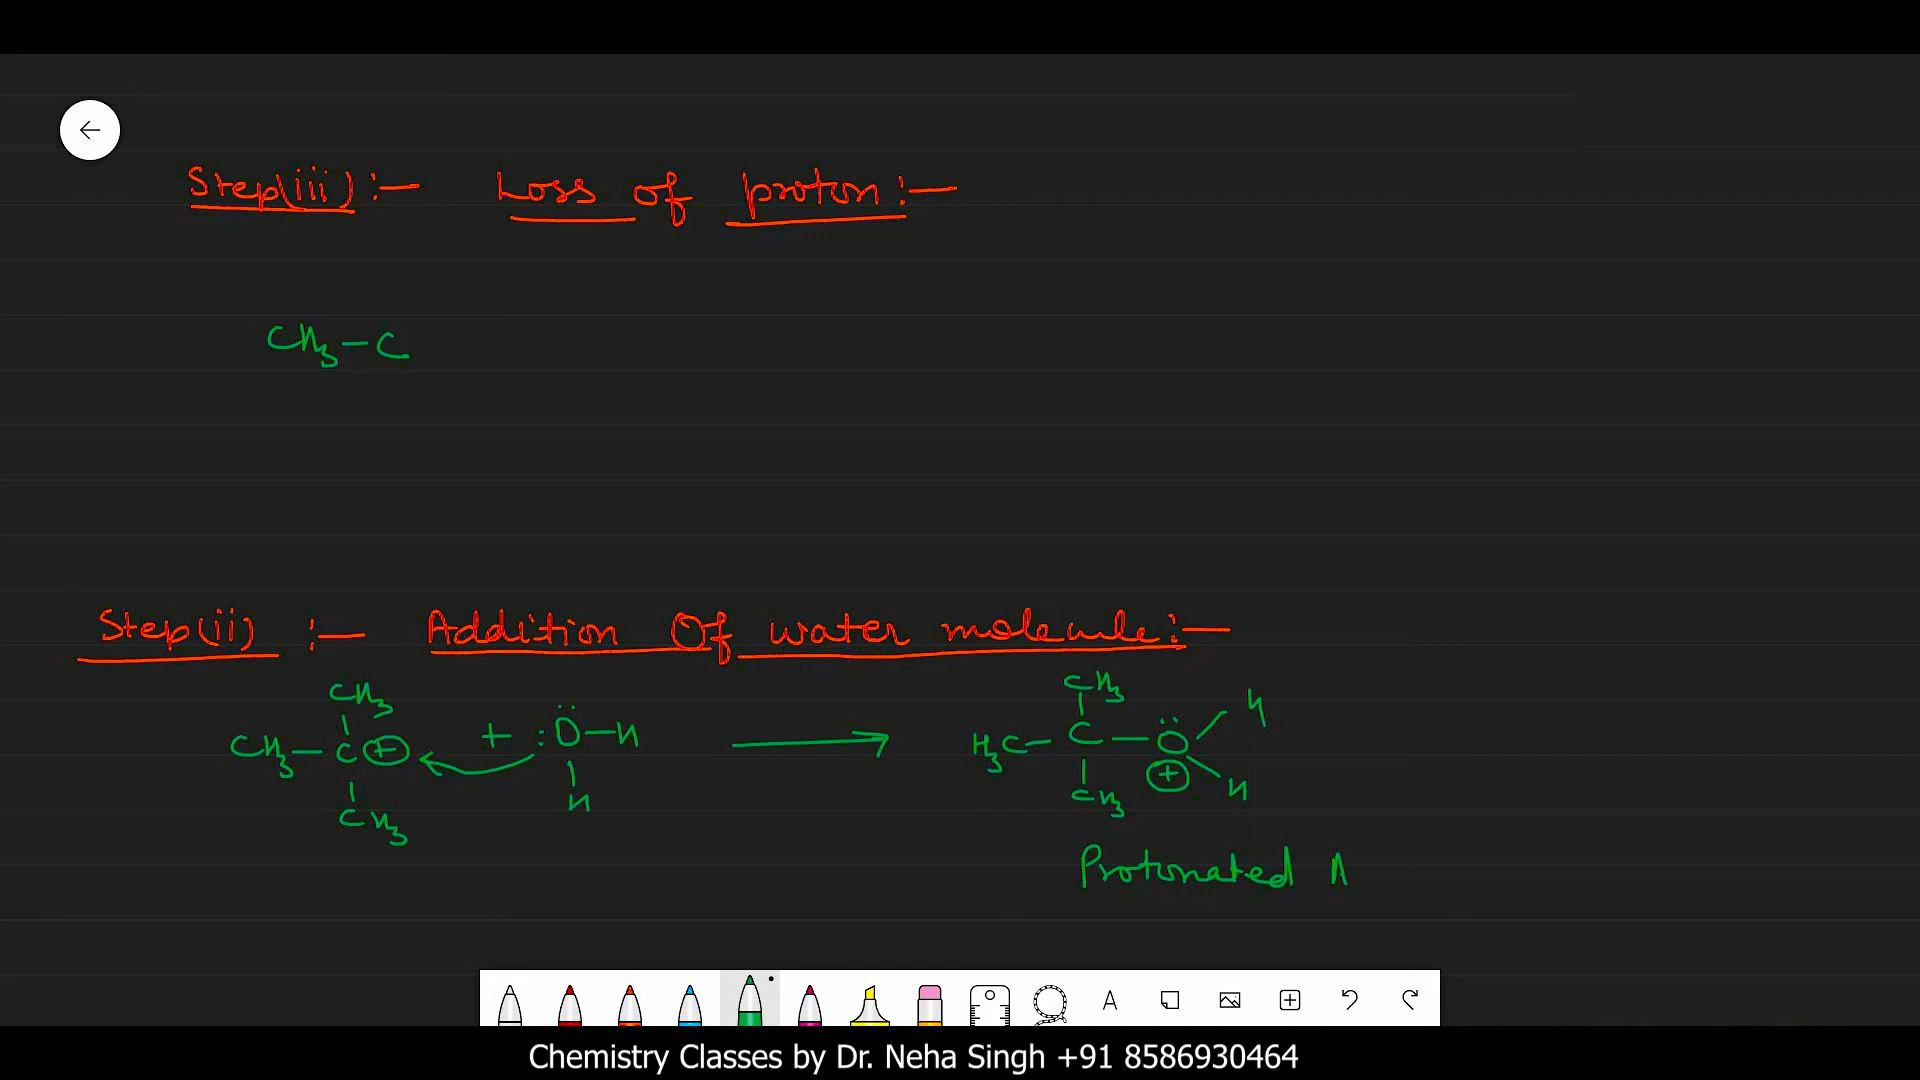 Step(iii) :- Loss of proton :-
CH3-C
Step(ii) :- Addition Of water molecule :-
CH3 CH3 H
CH3-C⊕ + :Ö-H ⟶ H3C-C-Ö
⊕
H H
CH3 CH3
Protonated A
A
Chemistry Classes by Dr. Neha Singh +91 8586930464